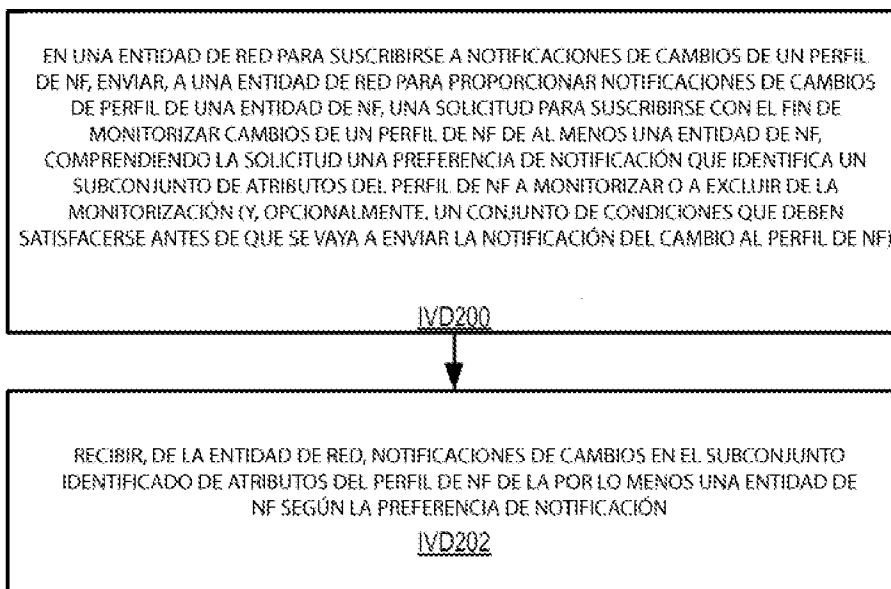 EN UNA ENTIDAD DE RED PARA SUSCRIBIRSE A NOTIFICACIONES DE CAMBIOS DE UN PERFIL
DE NF, ENVIAR, A UNA ENTIDAD DE RED PARA PROPORCIONAR NOTIFICACIONES DE CAMBIOS
DE PERFIL DE UNA ENTIDAD DE NF, UNA SOLICITUD PARA SUSCRIBIRSE CON EL FIN DE
MONITORIZAR CAMBIOS DE UN PERFIL DE NF DE AL MENOS UNA ENTIDAD DE NF,
COMPRENDIENDO LA SOLICITUD UNA PREFERENCIA DE NOTIFICACIÓN QUE IDENTIFICA UN
SUBCONJUNTO DE ATRIBUTOS DEL PERFIL DE NF A MONITORIZAR O A EXCLUIR DE LA
MONITORIZACIÓN (Y, OPCIONALMENTE, UN CONJUNTO DE CONDICIONES QUE DEBEN
SATISFACERSE ANTES DE QUE SE VAYA A ENVIAR LA NOTIFICACIÓN DEL CAMBIO AL PERFIL DE NF)
IVD200
RECIBIR, DE LA ENTIDAD DE RED, NOTIFICACIONES DE CAMBIOS EN EL SUBCONJUNTO
IDENTIFICADO DE ATRIBUTOS DEL PERFIL DE NF DE LA POR LO MENOS UNA ENTIDAD DE
NF SEGÚN LA PREFERENCIA DE NOTIFICACIÓN
IVD202